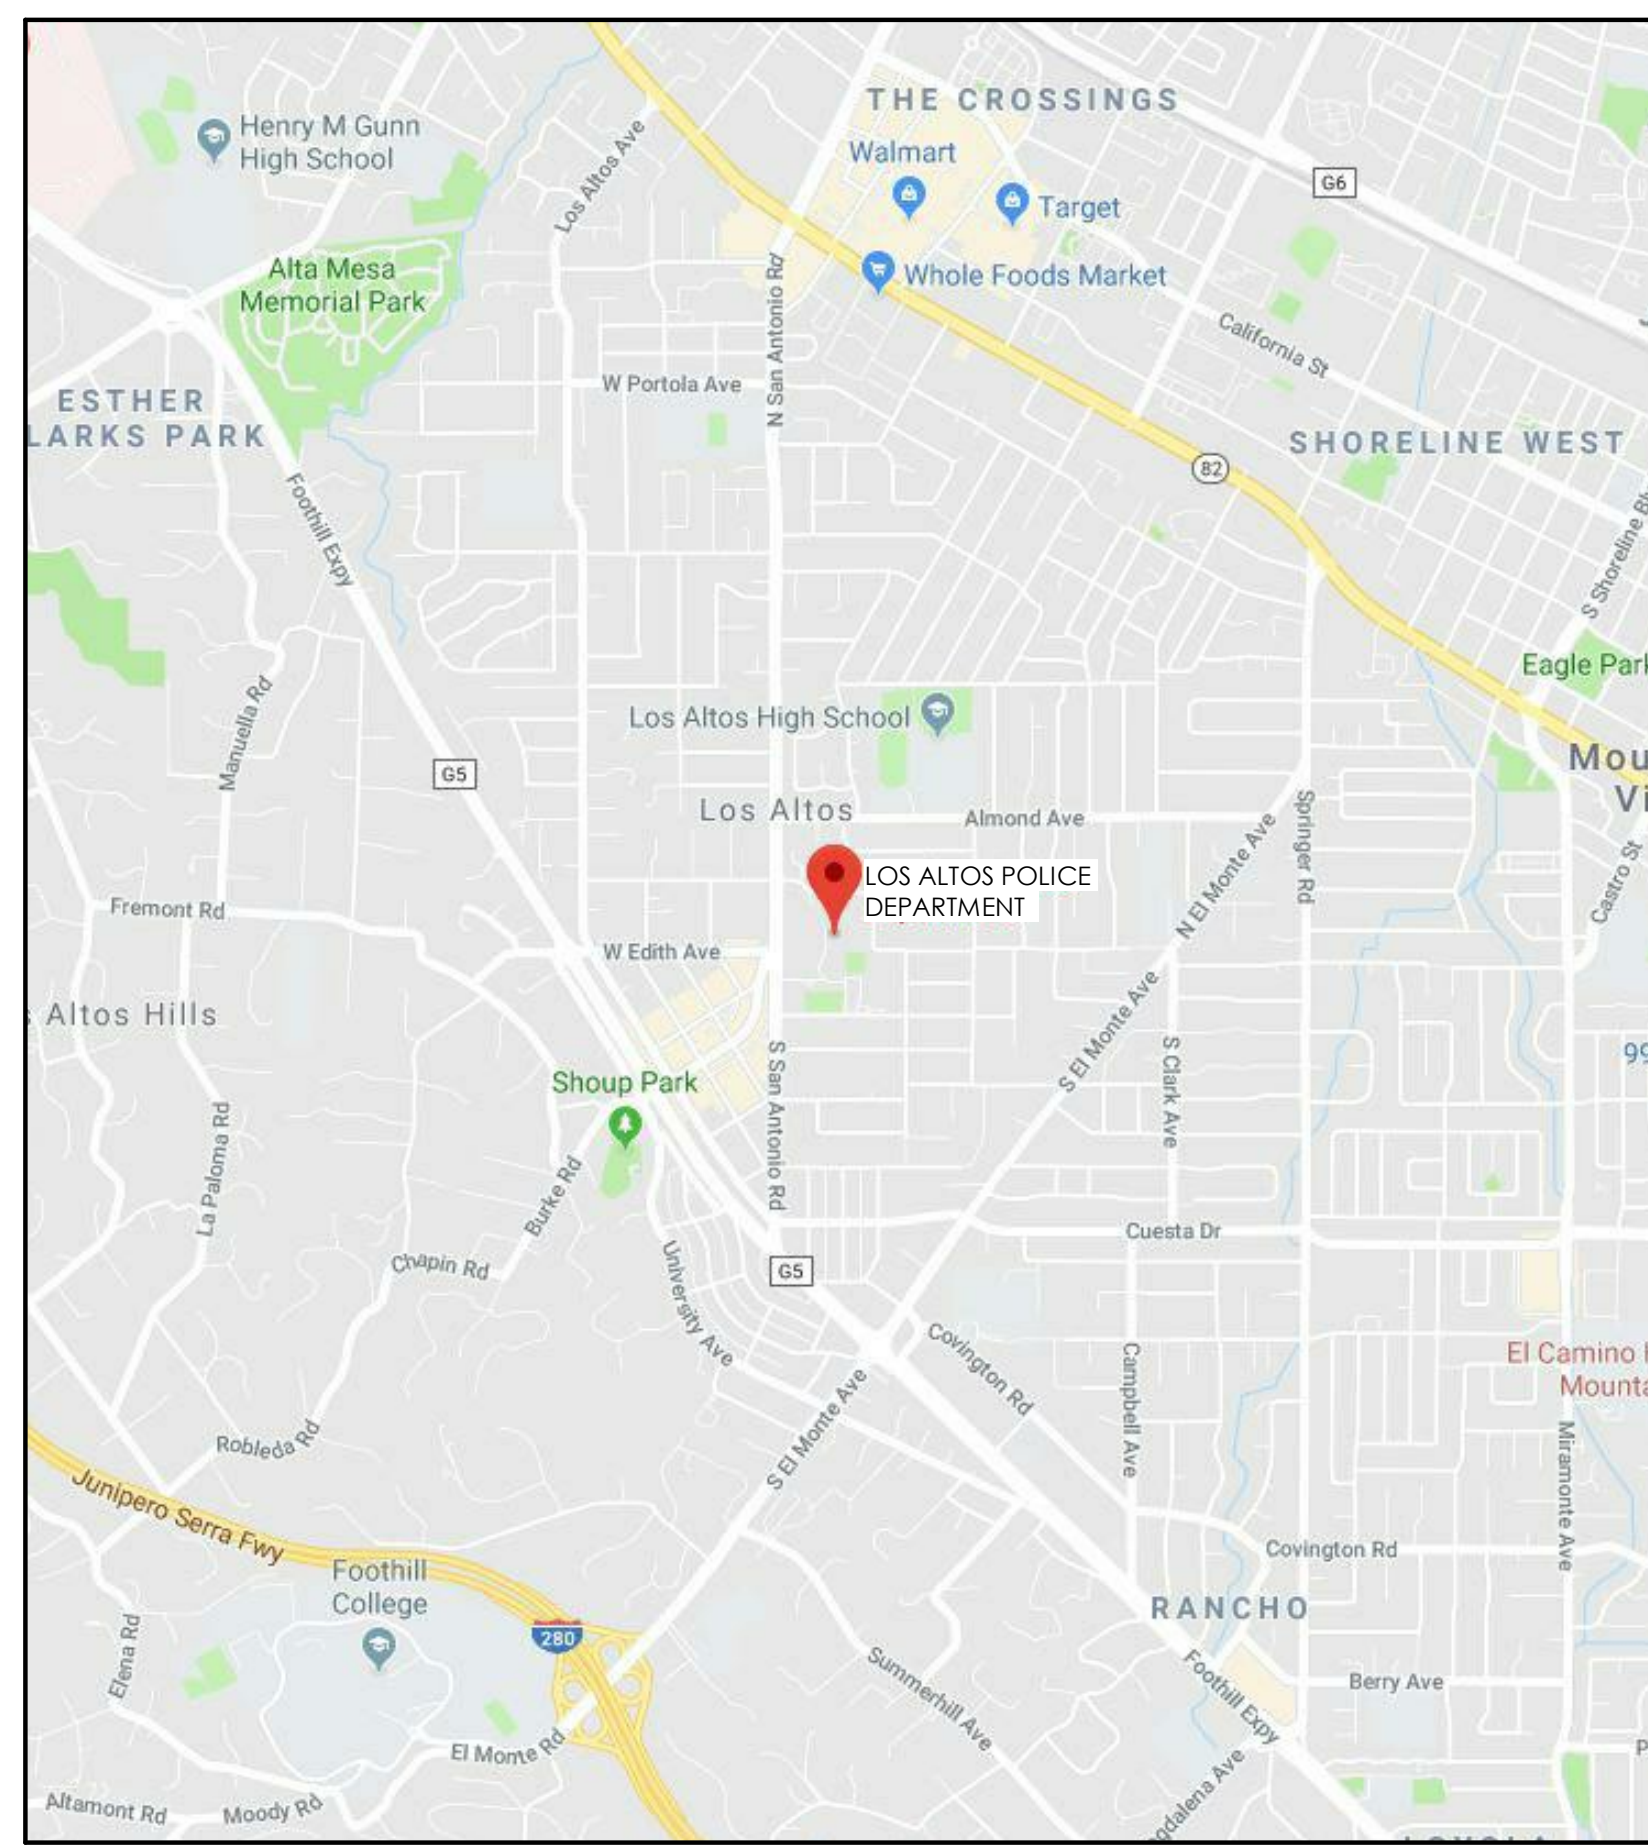 THE CROSSINGS
Henry M Gunn
High School
Walmart
Los Altos Ave
G6
Target
Alta Mesa
Memorial Park
Whole Foods Market
N San Antonio Rd
California St
W Portola Ave
ESTHER
LARKS PARK
SHORELINE WEST
82
Foothill Expy
S Shoreline
Eagle Park
Manuella Rd
Los Altos High School
G5
Mou
Vi
Los Altos
Almond Ave
Springer Rd
N El Monte Ave
Castro St
LOS ALTOS POLICE
DEPARTMENT
Fremont Rd
W Edith Ave
Altos Hills
S El Monte Ave
S Clark Ave
99
Shoup Park
S San Antonio Rd
La Paloma Rd
Burke Rd
Cuesta Dr
Chapin Rd
G5
University Ave
Covington Rd
Campbell Ave
El Camino
Mounta
S El Monte Ave
Robleda Rd
Miramonte Ave
Junipero Serra Fwy
Covington Rd
Foothill
College
RANCHO
280
Elena Rd
Summerhill Ave
Foothill Expy
Berry Ave
El Monte Rd
P
gdalena Ave
Altamont Rd
Moody Rd